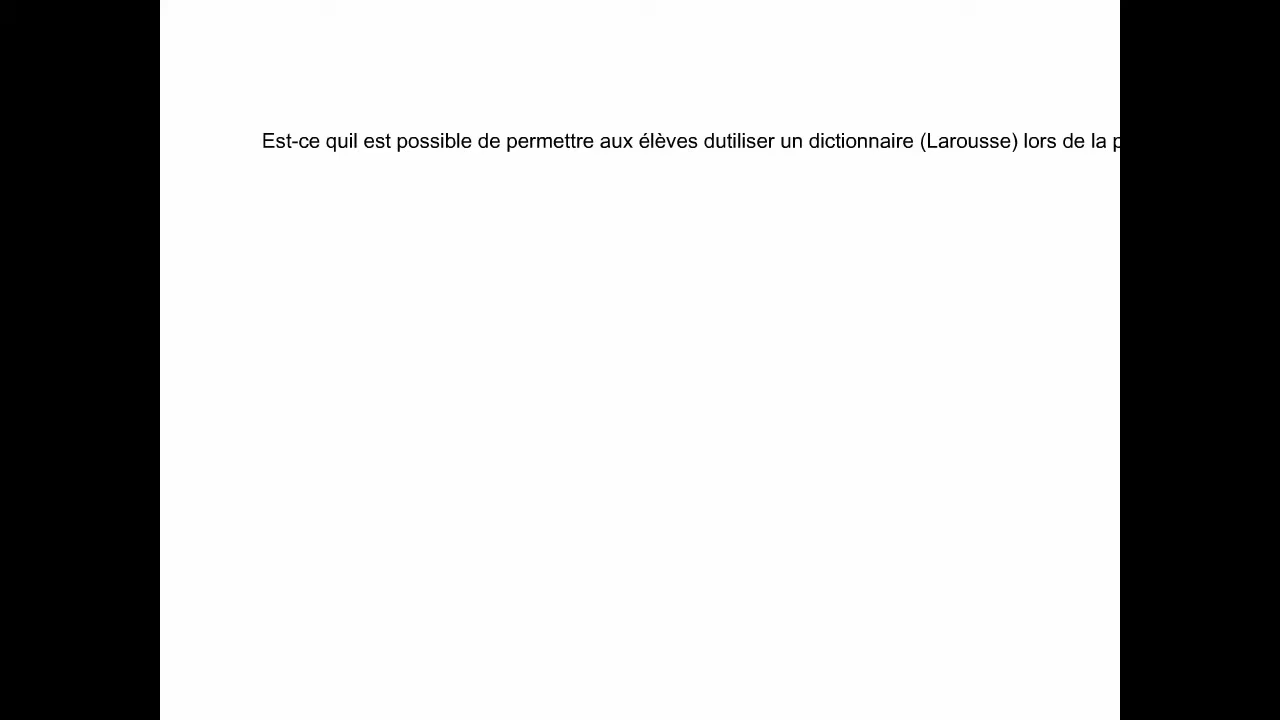 Est-ce quil est possible de permettre aux élèves dutiliser un dictionnaire (Larousse) lors de la